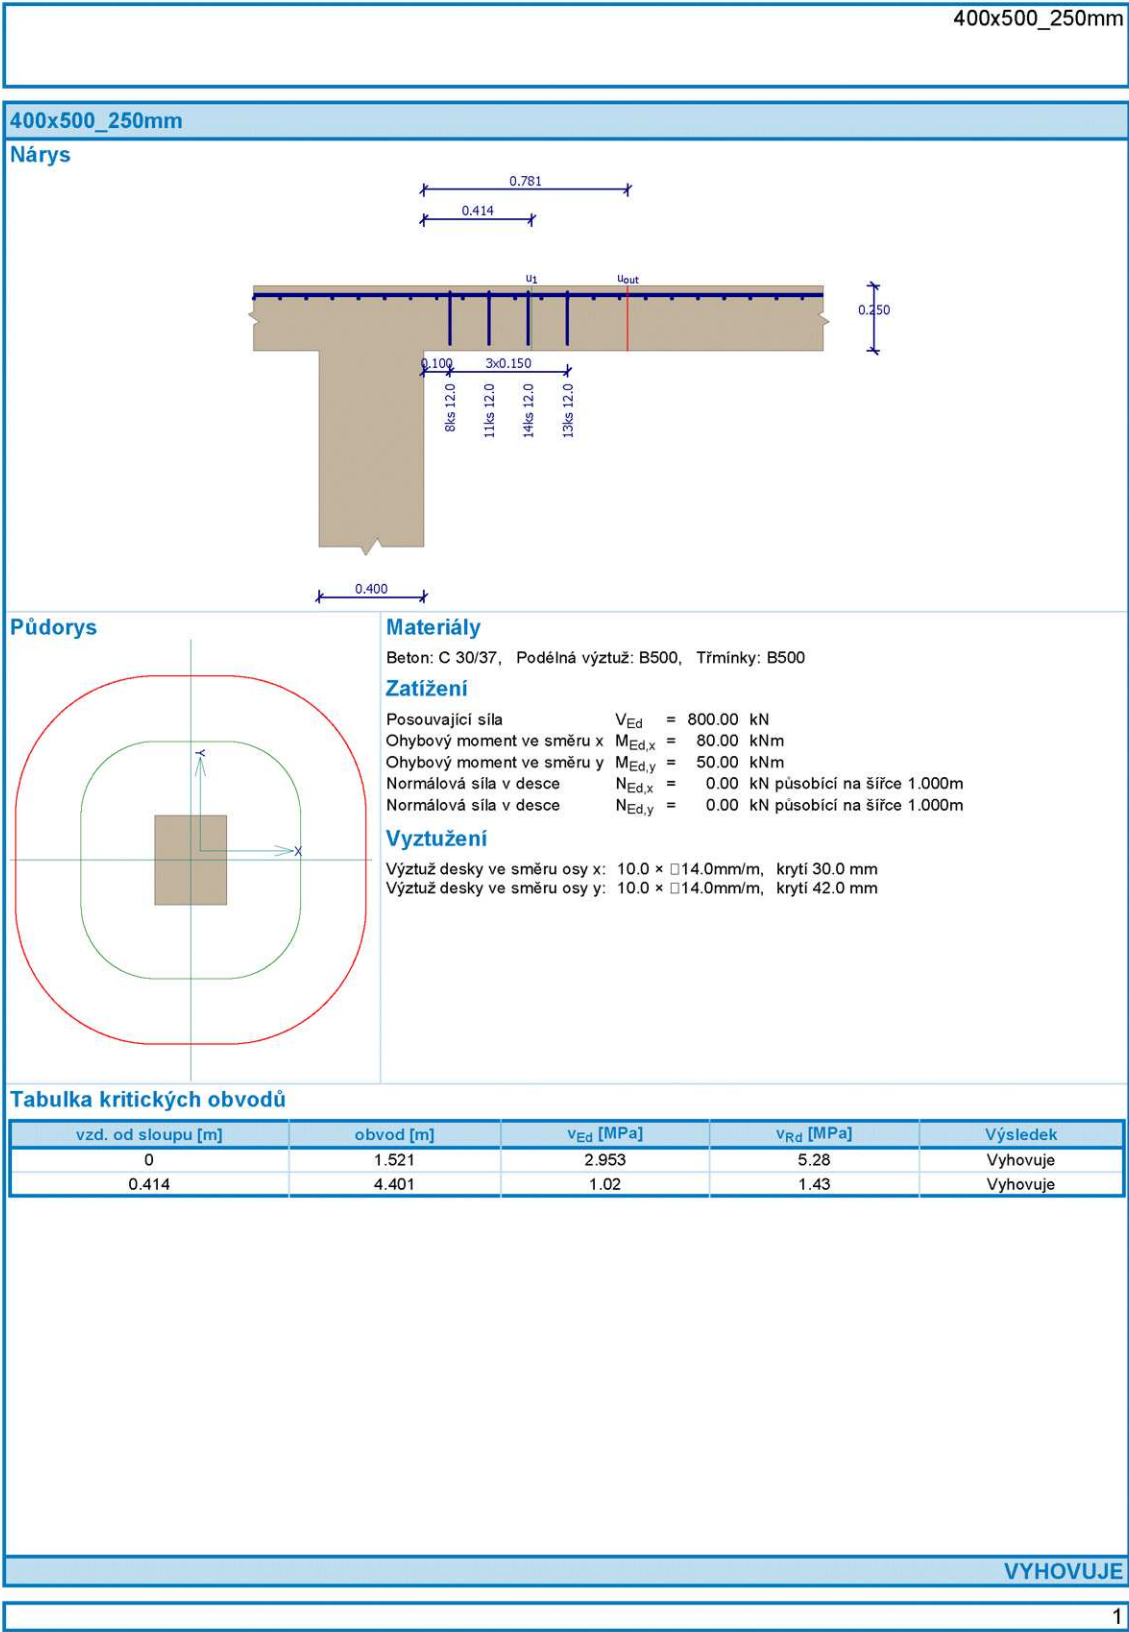 400x500_250mm
400x500_250mm
Nárys
0.781
0.414
u1 uout
0.250
0.100 3x0.150
8ks 12.0
11ks 12.0
14ks 12.0
13ks 12.0
0.400
Půdorys
Y
X
Materiály
Beton: C 30/37, Podélná výztuž: B500, Třmínky: B500
Zatížení
Posouvající síla VEd = 800.00 kN
Ohybový moment ve směru x MEd,x = 80.00 kNm
Ohybový moment ve směru y MEd,y = 50.00 kNm
Normálová síla v desce NEd,x = 0.00 kN působící na šířce 1.000m
Normálová síla v desce NEd,y = 0.00 kN působící na šířce 1.000m
Vyztužení
Výztuž desky ve směru osy x: 10.0 × □14.0mm/m, krytí 30.0 mm
Výztuž desky ve směru osy y: 10.0 × □14.0mm/m, krytí 42.0 mm
Tabulka kritických obvodů
vzd. od sloupu [m] obvod [m] vEd [MPa] vRd [MPa] Výsledek
0 1.521 2.953 5.28 Vyhovuje
0.414 4.401 1.02 1.43 Vyhovuje
VYHOVUJE
1